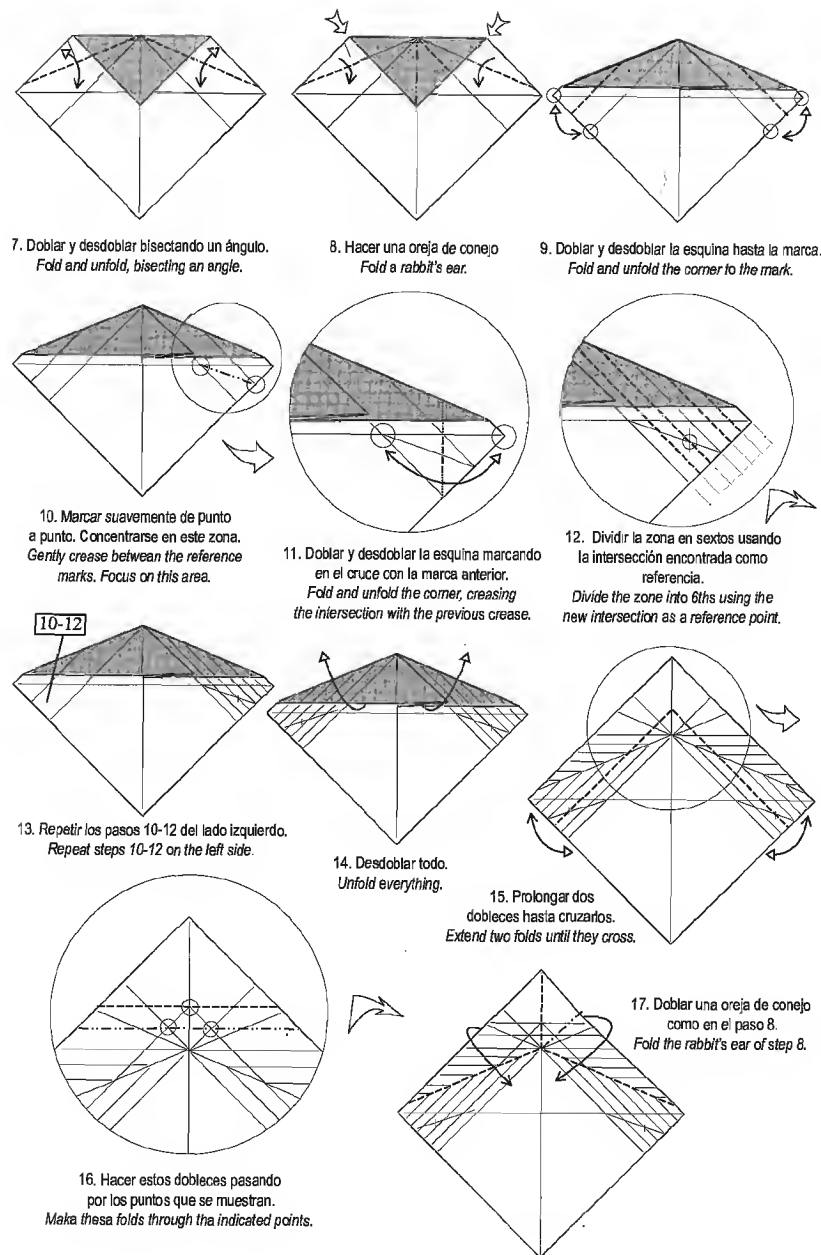 7. Doblar y desdoblar bisectando un ángulo.
Fold and unfold, bisecting an angle.
8. Hacer una oreja de conejo
Fold a rabbit's ear.
9. Doblar y desdoblar la esquina hasta la marca.
Fold and unfold the corner to the mark.
10. Marcar suavemente de punto
a punto. Concentrarse en este zona.
Gently crease between the reference
marks. Focus on this area.
11. Doblar y desdoblar la esquina marcando
en el cruce con la marca anterior.
Fold and unfold the corner, creasing
the intersection with the previous crease.
12. Dividir la zona en sextos usando
la intersección encontrada como
referencia.
Divide the zone into 6ths using the
new intersection as a reference point.
10-12
13. Repetir los pasos 10-12 del lado izquierdo.
Repeat steps 10-12 on the left side.
14. Desdoblar todo.
Unfold everything.
15. Prolongar dos
dobleces hasta cruzarlos.
Extend two folds until they cross.
16. Hacer estos dobleces pasando
por los puntos que se muestran.
Maka thesa folds through tha indicated points.
17. Doblar una oreja de conejo
como en el paso 8.
Fold the rabbit's ear of step 8.